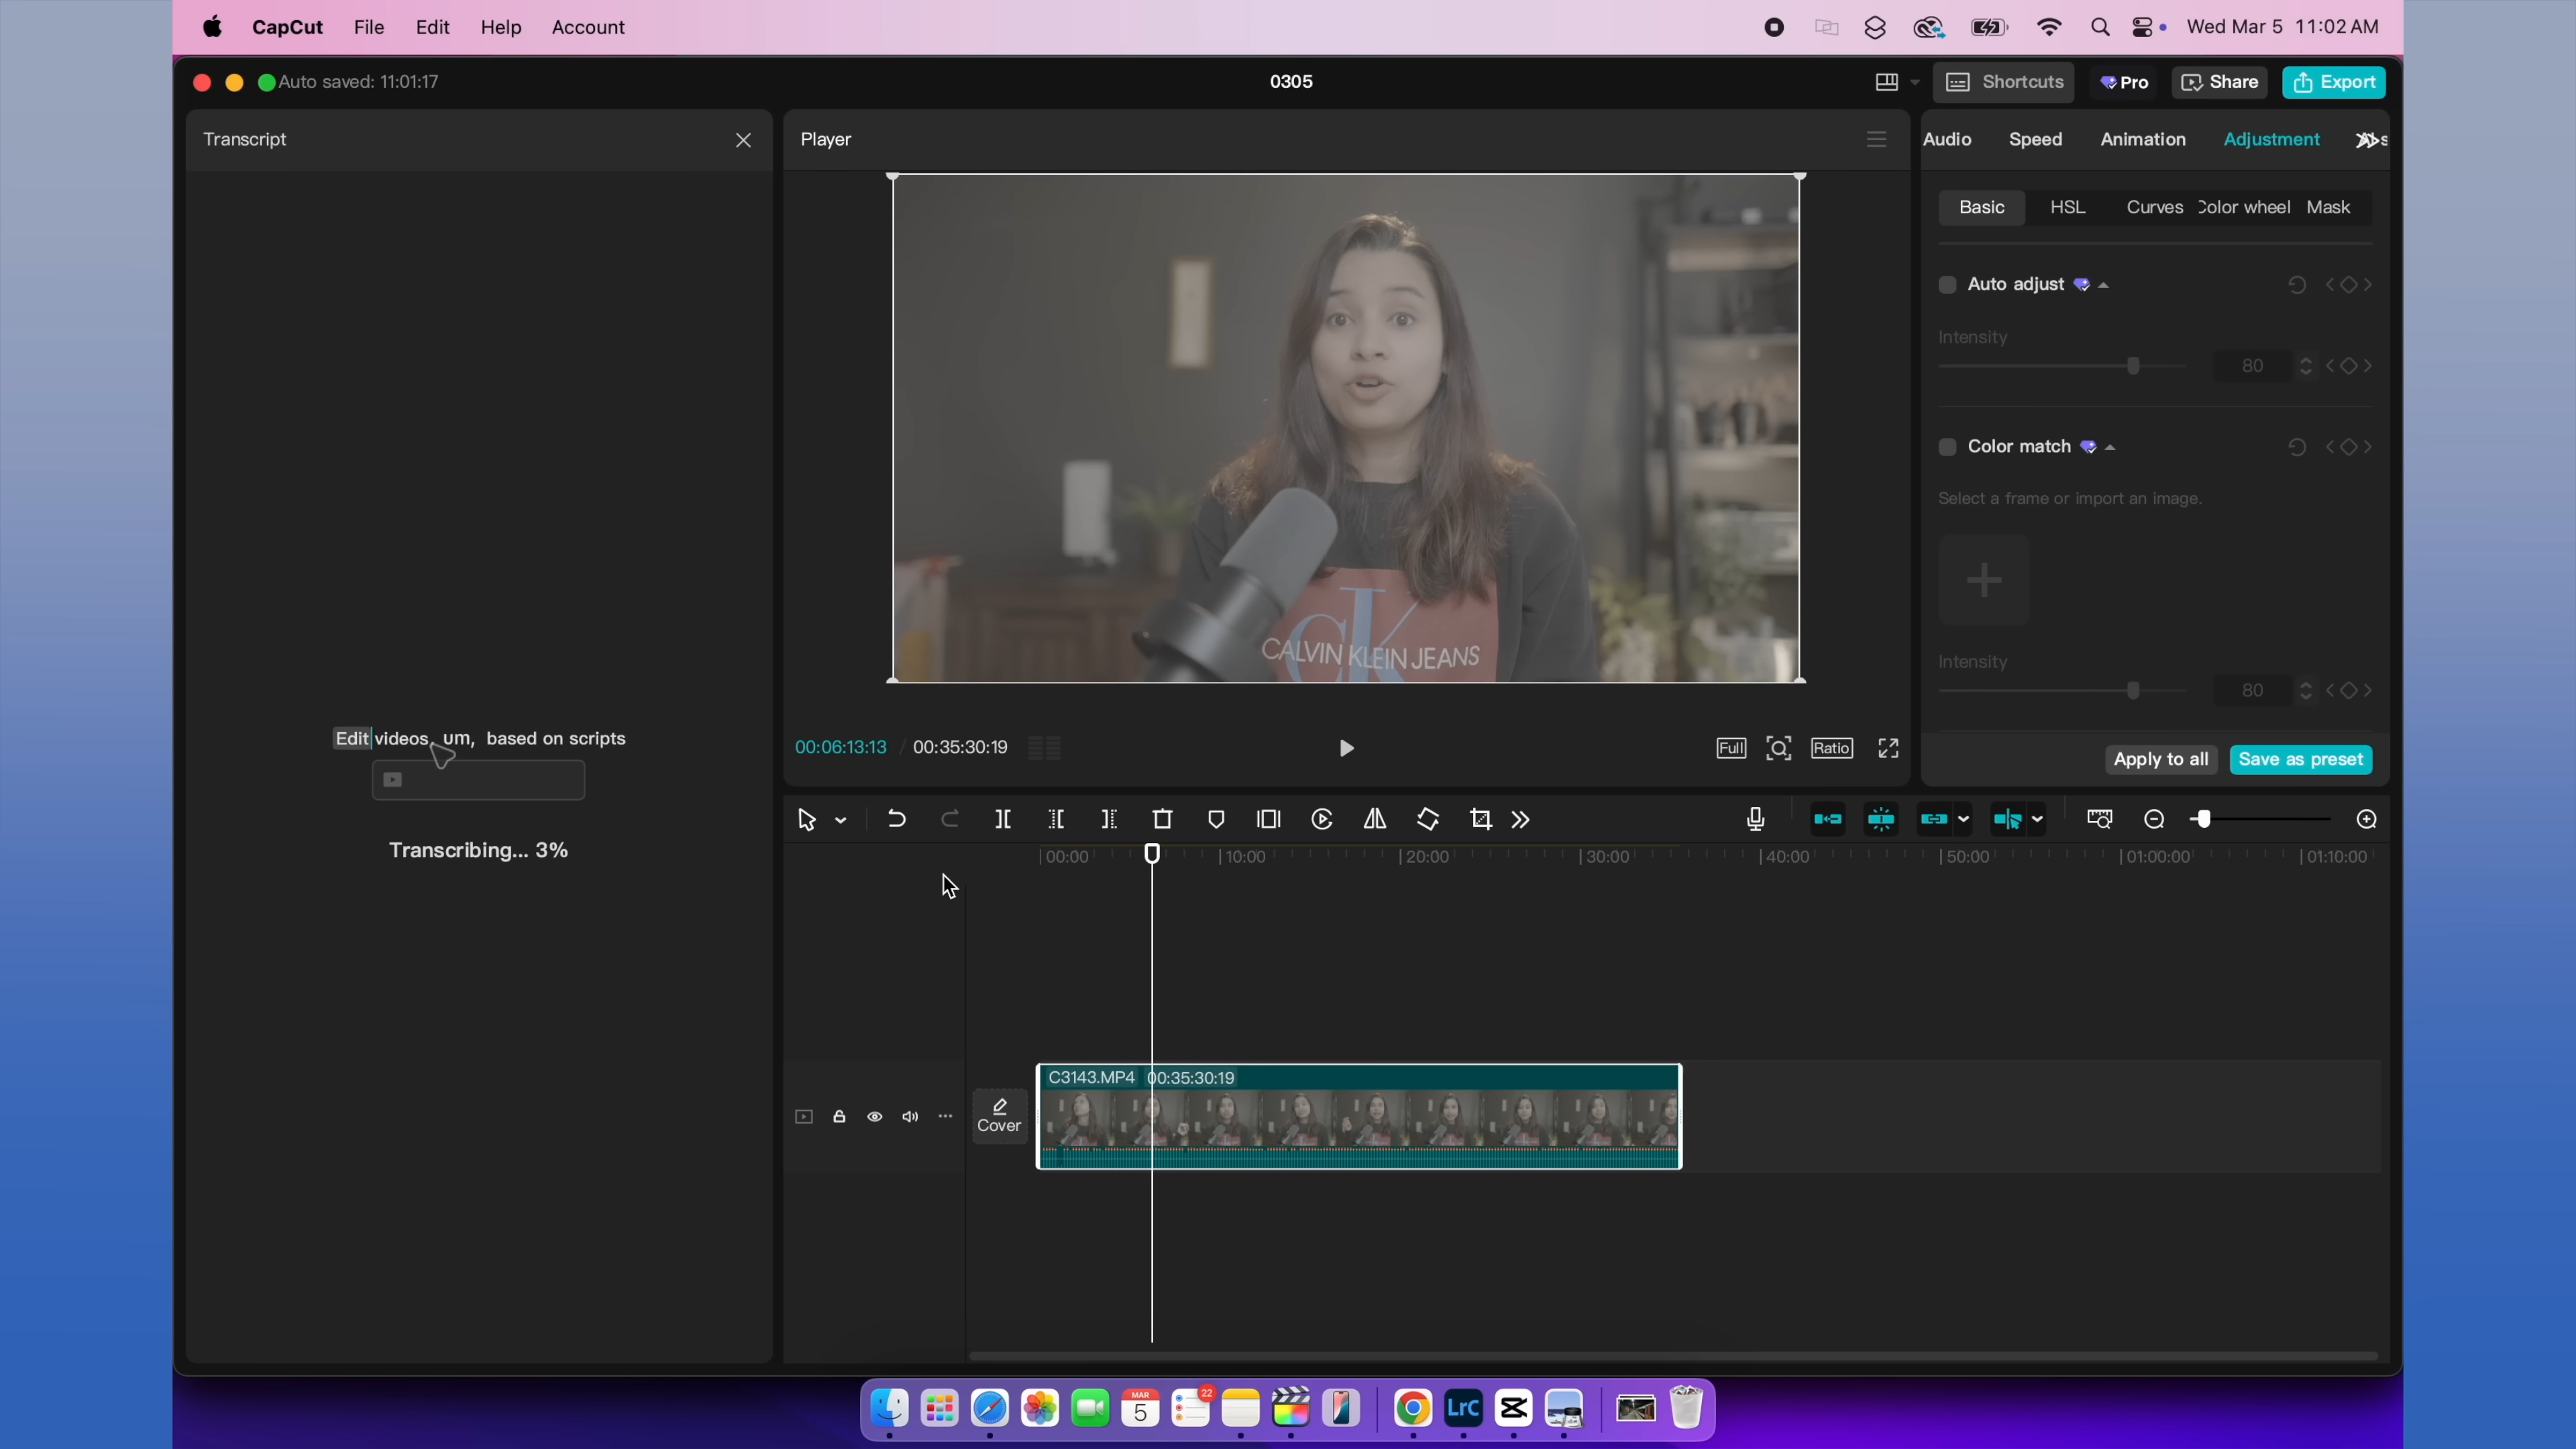 CapCut File Edit Help Account Wed Mar 5 11:02 AM
Auto saved: 11:01:17 0305 Shortcuts Pro Share Export
Transcript
Edit videos, um, based on scripts
Transcribing... 3%
Player
CALVIN KLEIN JEANS
00:06:13:13 / 00:35:30:19 Full Ratio
Audio Speed Animation Adjustment
Basic HSL Curves Color wheel Mask
Auto adjust
Intensity
80
Color match
Select a frame or import an image.
Intensity
80
Apply to all Save as preset
00:00 10:00 20:00 30:00 40:00 50:00 01:00:00 01:10:00
C3143.MP4 00:35:30:19
Cover
MAR
5
22
LrC